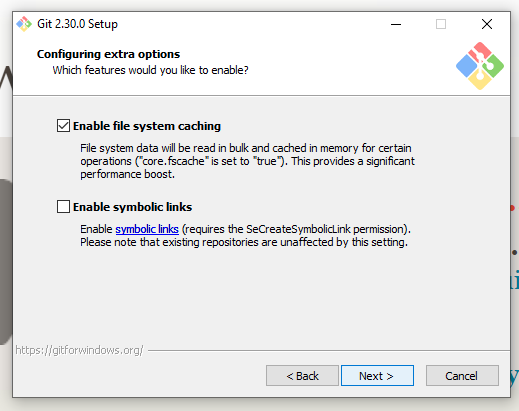 Git 2.30.0 Setup
Configuring extra options
Which features would you like to enable?
Enable file system caching
File system data will be read in bulk and cached in memory for certain
operations ("core.fscache" is set to "true"). This provides a significant
performance boost.
Enable symbolic links
Enable symbolic links (requires the SeCreateSymbolicLink permission).
Please note that existing repositories are unaffected by this setting.
https://gitforwindows.org/
< Back
Next >
Cancel